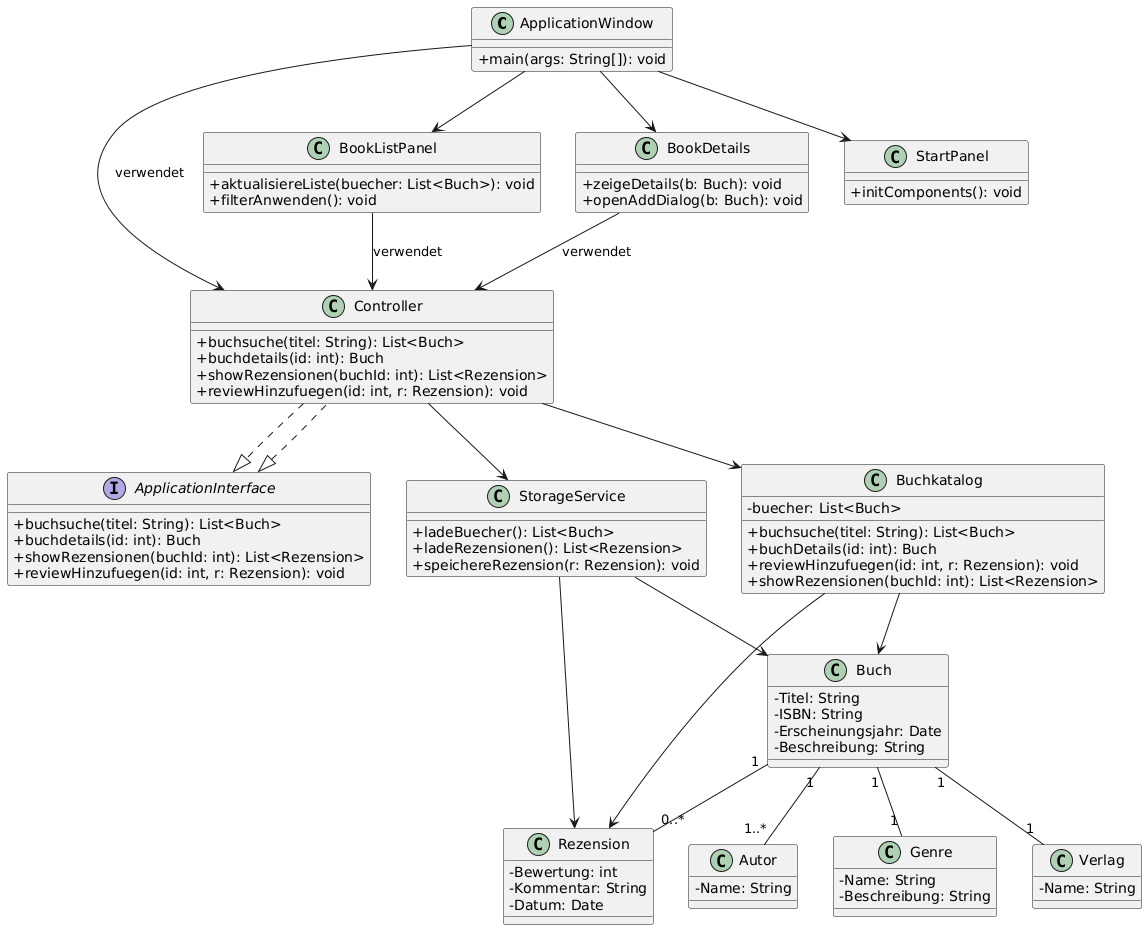 C ApplicationWindow
+main(args: String[]): void
verwendet
C BookListPanel
+aktualisiereListe(buecher: List<Buch>): void
+filterAnwenden(): void
C BookDetails
+zeigeDetails(b: Buch): void
+openAddDialog(b: Buch): void
C StartPanel
+initComponents(): void
verwendet
verwendet
C Controller
+buchsuche(titel: String): List<Buch>
+buchdetails(id: int): Buch
+showRezensionen(buchId: int): List<Rezension>
+reviewHinzufuegen(id: int, r: Rezension): void
I ApplicationInterface
+buchsuche(titel: String): List<Buch>
+buchdetails(id: int): Buch
+showRezensionen(buchId: int): List<Rezension>
+reviewHinzufuegen(id: int, r: Rezension): void
C StorageService
+ladeBuecher(): List<Buch>
+ladeRezensionen(): List<Rezension>
+speichereRezension(r: Rezension): void
C Buchkatalog
-buecher: List<Buch>
+buchsuche(titel: String): List<Buch>
+buchDetails(id: int): Buch
+reviewHinzufuegen(id: int, r: Rezension): void
+showRezensionen(buchId: int): List<Rezension>
C Buch
-Titel: String
-ISBN: String
-Erscheinungsjahr: Date
-Beschreibung: String
1
1
1
1
0..*
1..*
1
1
C Rezension
-Bewertung: int
-Kommentar: String
-Datum: Date
C Autor
-Name: String
C Genre
-Name: String
-Beschreibung: String
C Verlag
-Name: String